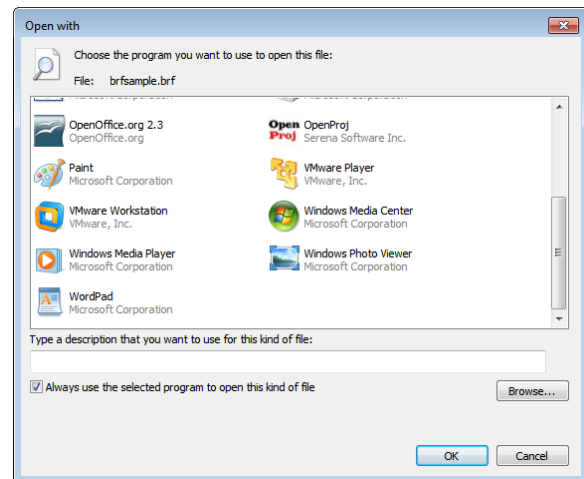 Open with
Choose the program you want to use to open this file:
File: brfsample.brf
OpenOffice.org 2.3
OpenOffice.org
Open Proj OpenProj
Serena Software Inc.
Paint
Microsoft Corporation
VMware Player
VMware, Inc.
VMware Workstation
VMware, Inc.
Windows Media Center
Microsoft Corporation
Windows Media Player
Microsoft Corporation
Windows Photo Viewer
Microsoft Corporation
WordPad
Microsoft Corporation
Type a description that you want to use for this kind of file:
Always use the selected program to open this kind of file
Browse...
OK
Cancel